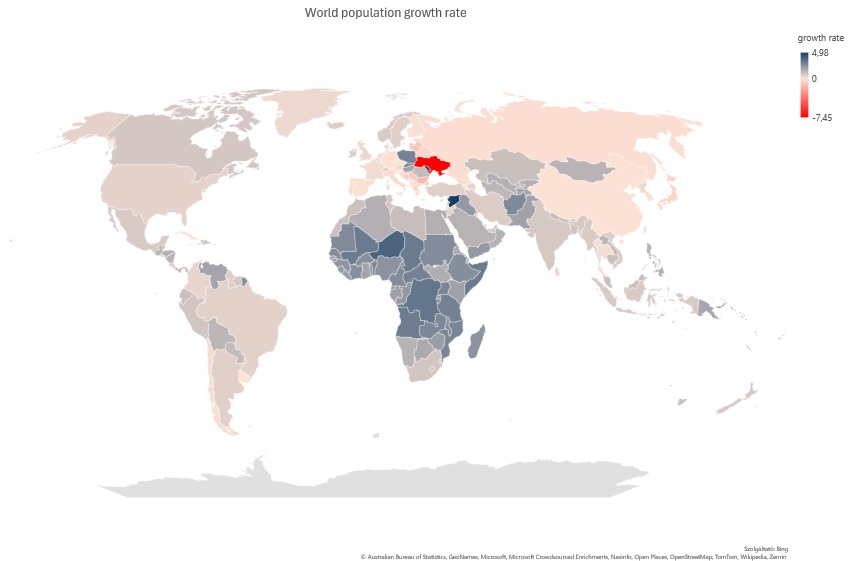 World population growth rate
growth rate
4,98
0
-7,45
Szolgáltató: Bing
© Australian Bureau of Statistics, GeoNames, Microsoft, Microsoft Crowdsourced Enrichments, Navinfo, Open Places, OpenStreetMap, TomTom, Wikipedia, Zenrin